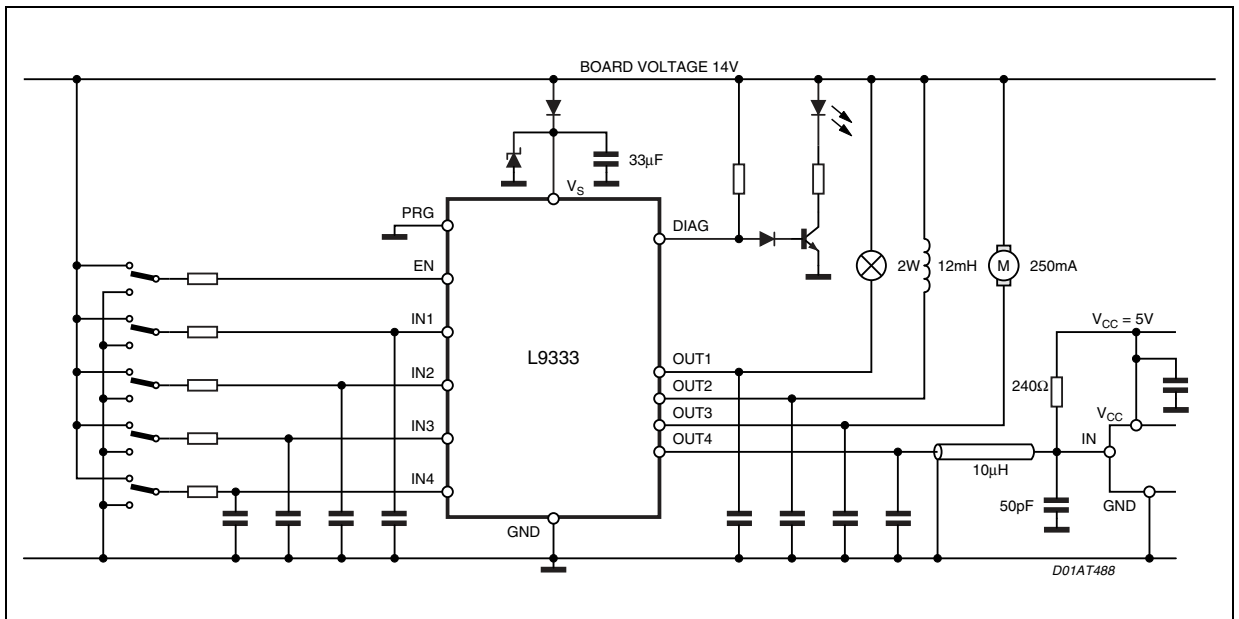 BOARD VOLTAGE 14V
33µF
VS
PRG
DIAG
EN
2W
12mH
M
250mA
IN1
VCC = 5V
L9333
OUT1
IN2
OUT2
240Ω
OUT3
VCC
IN3
OUT4
IN
10µH
IN4
50pF
GND
GND
D01AT488